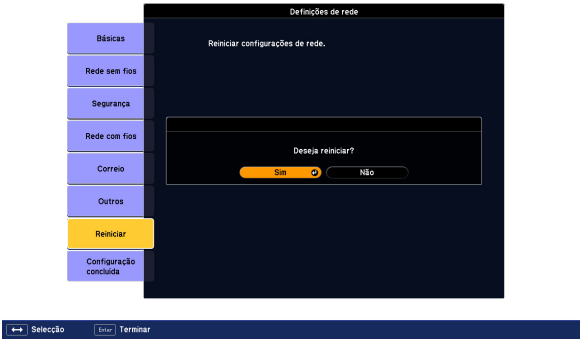 Definições de rede
Básicas
Reiniciar configurações de rede.
Rede sem fios
Segurança
Rede com fios
Deseja reiniciar?
Correio
Sim
Não
Outros
Reiniciar
Configuração
concluída
Selecção
Enter Terminar